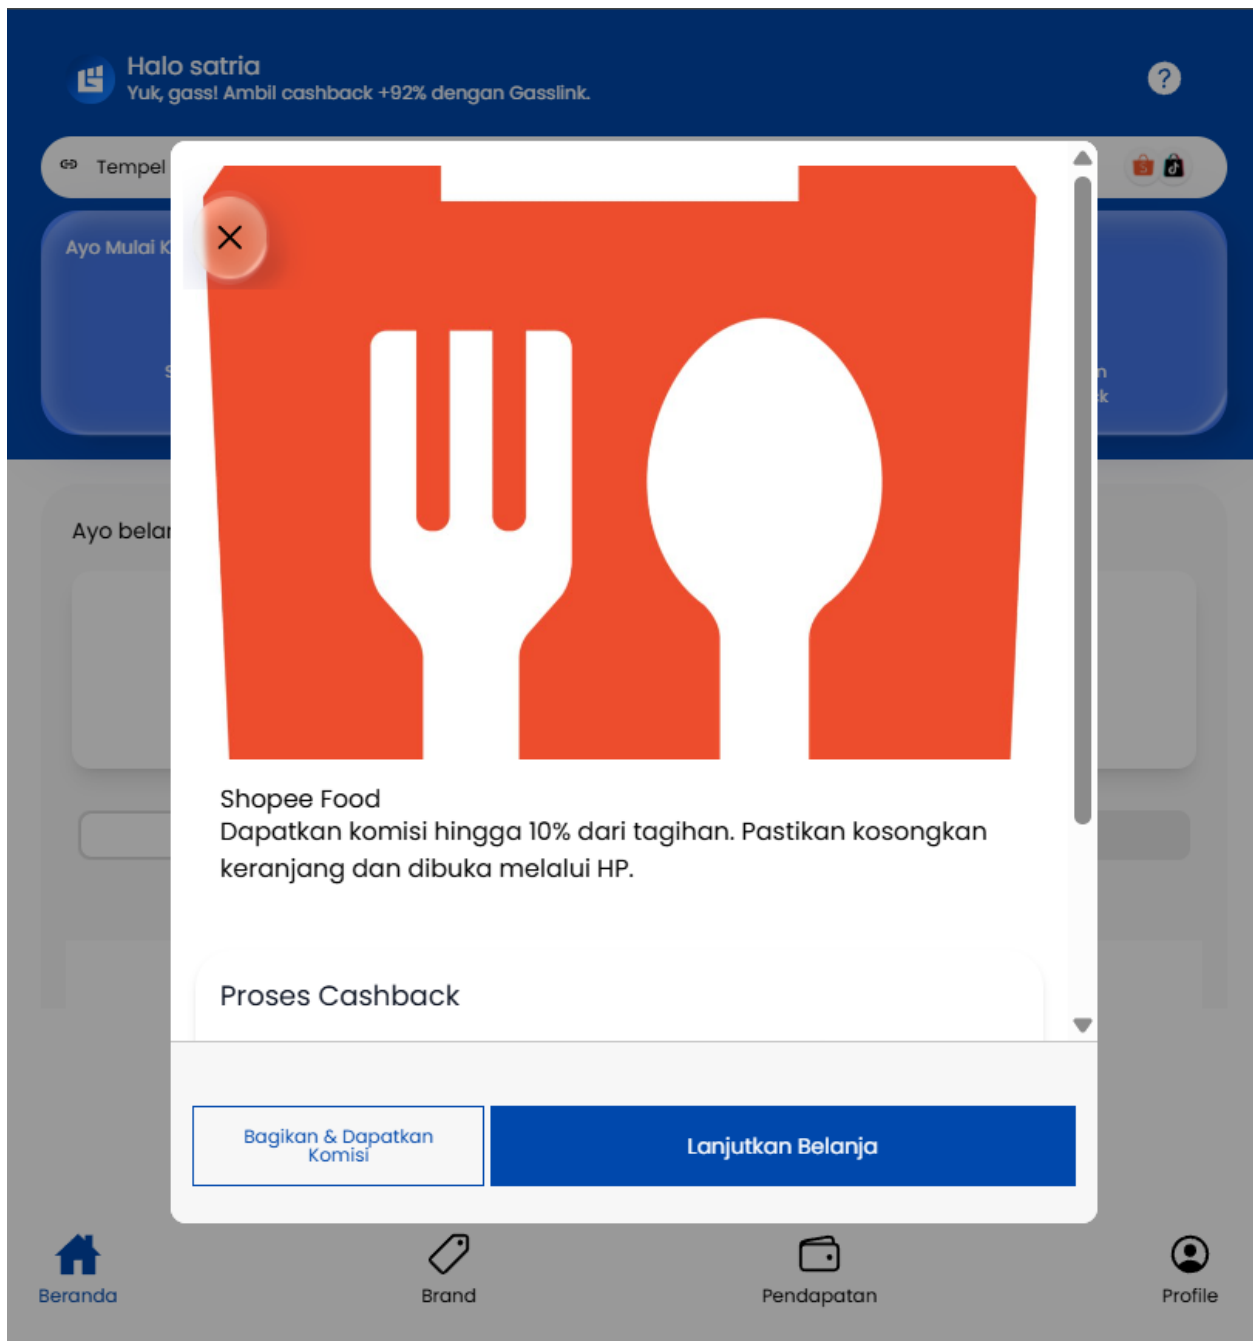 Halo satria
Yuk, gass! Ambil cashback +92% dengan Gasslink.
Tempel
Ayo Mulai K
Shopee Food
Dapatkan komisi hingga 10% dari tagihan. Pastikan kosongkan
keranjang dan dibuka melalui HP.
Proses Cashback
Bagikan & Dapatkan
Komisi
Lanjutkan Belanja
Beranda
Brand
Pendapatan
Profile